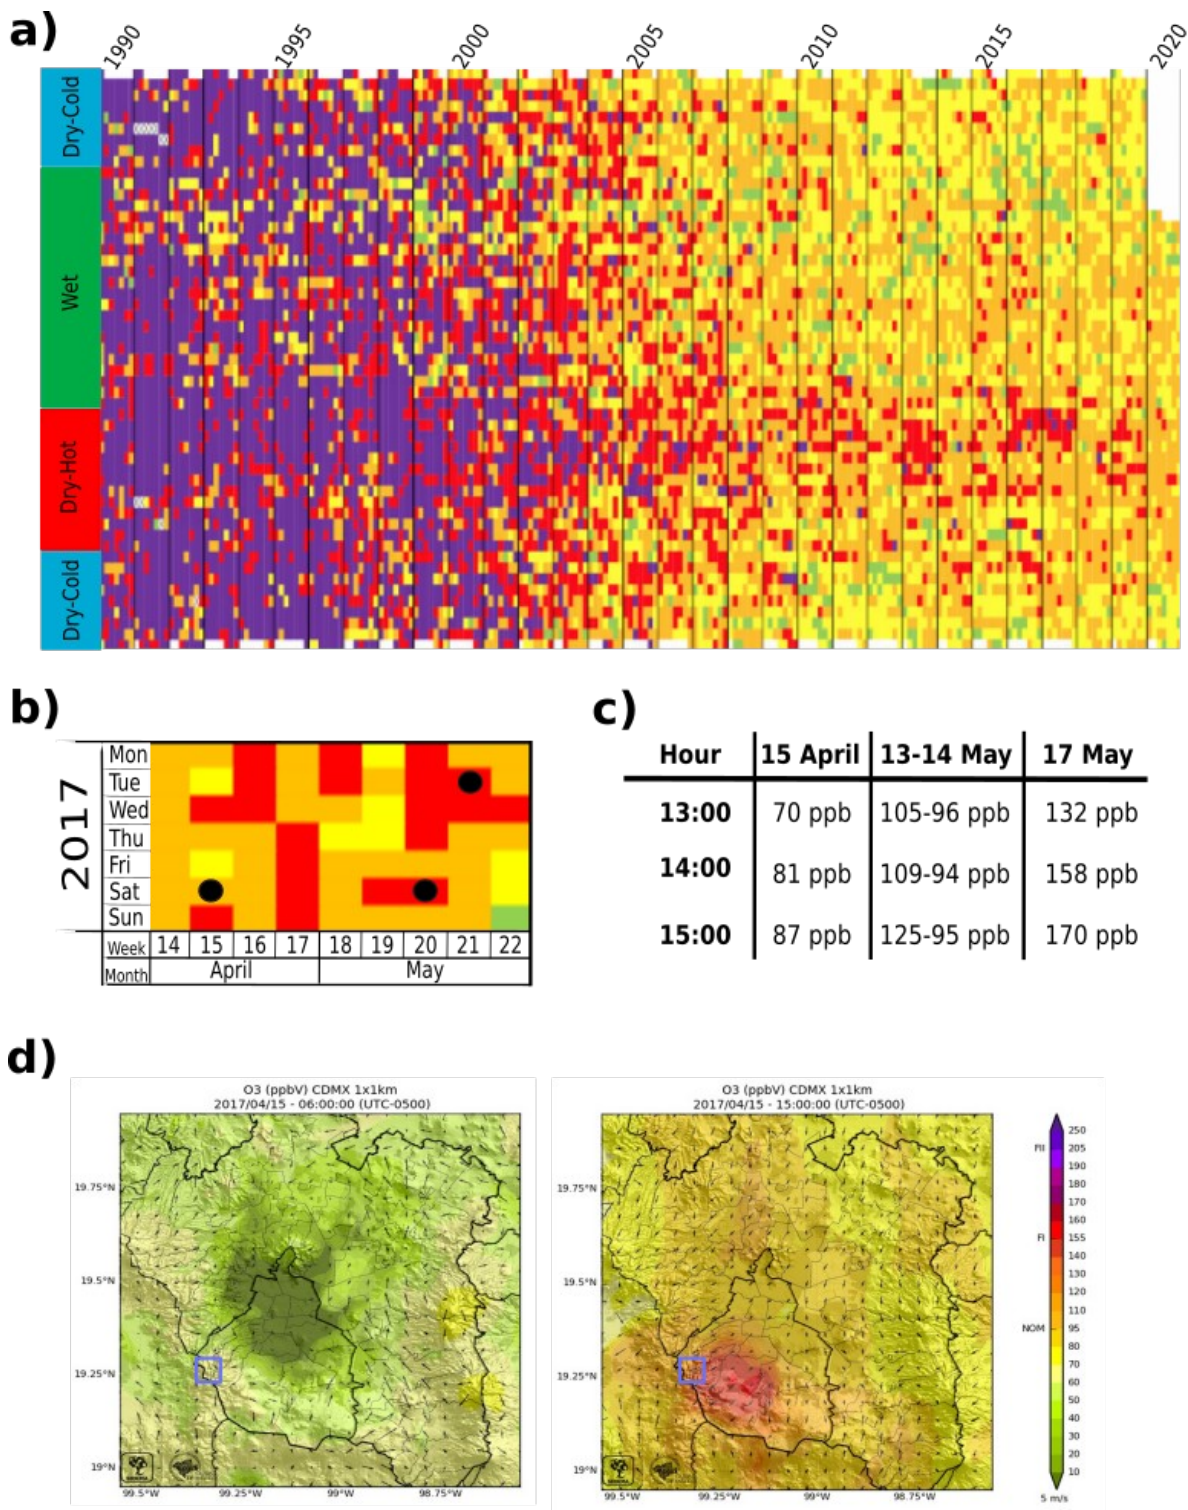 a)
1990 1995 2000 2005 2010 2015 2020
Dry-Cold
Wet
Dry-Hot
Dry-Cold
b)
2017
Mon
Tue
Wed
Thu
Fri
Sat
Sun
Week 14 15 16 17 18 19 20 21 22
Month April May
c)
Hour 15 April 13-14 May 17 May
13:00 70 ppb 105-96 ppb 132 ppb
14:00 81 ppb 109-94 ppb 158 ppb
15:00 87 ppb 125-95 ppb 170 ppb
d)
O3 (ppbV) CDMX 1x1km
2017/04/15 - 06:00:00 (UTC-0500)
19.75°N
19.5°N
19.25°N
19°N
99.5°W 99.25°W 99°W 98.75°W
O3 (ppbV) CDMX 1x1km
2017/04/15 - 15:00:00 (UTC-0500)
19.75°N
19.5°N
19.25°N
19°N
99.5°W 99.25°W 99°W 98.75°W
250
FII 205
190
180
170
160
FI 155
140
130
120
110
NOM 95
80
70
60
50
40
30
20
10
5 m/s